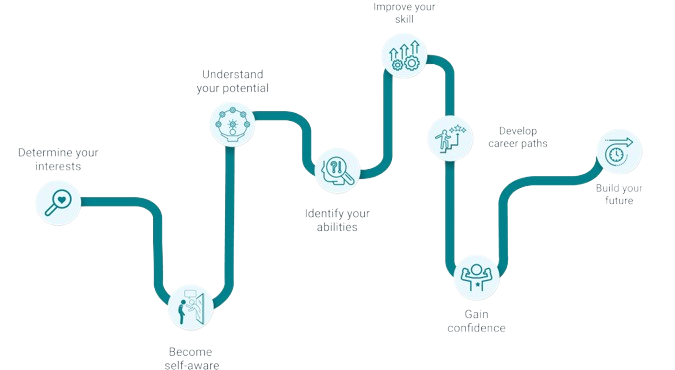 Determine your
interests
Become
self-aware
Understand
your potential
Identify your
abilities
Improve your
skill
Develop
career paths
Gain
confidence
Build your
future